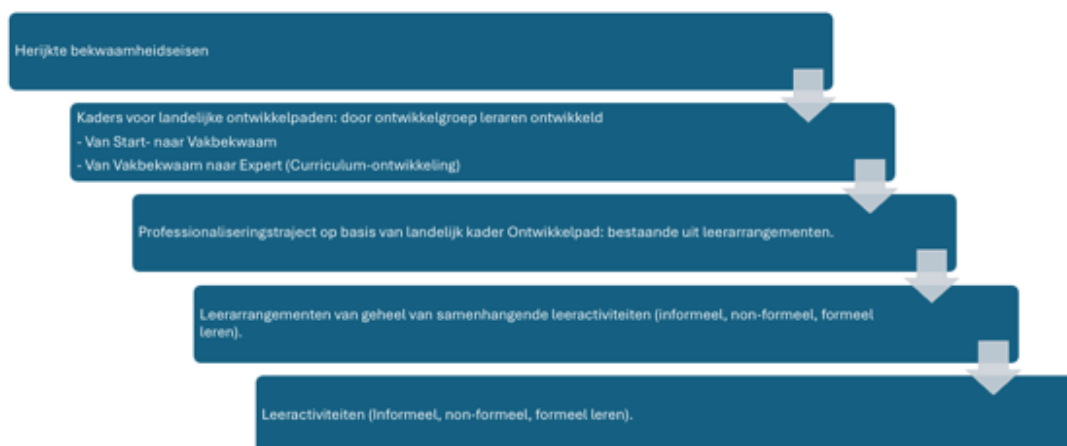 Herijkte bekwaamheidseisen
Kaders voor landelijke ontwikkelpaden: door ontwikkelgroep leraren ontwikkeld
- Van Start- naar Vakbekwaam
- Van Vakbekwaam naar Expert (Curriculum-ontwikkeling)
Professionaliseringstraject op basis van landelijk kader Ontwikkelpad: bestaande uit leerarrangementen.
Leerarrangementen van geheel van samenhangende leeractiviteiten (informeel, non-formeel, formeel
leren).
Leeractiviteiten (Informeel, non-formeel, formeel leren).